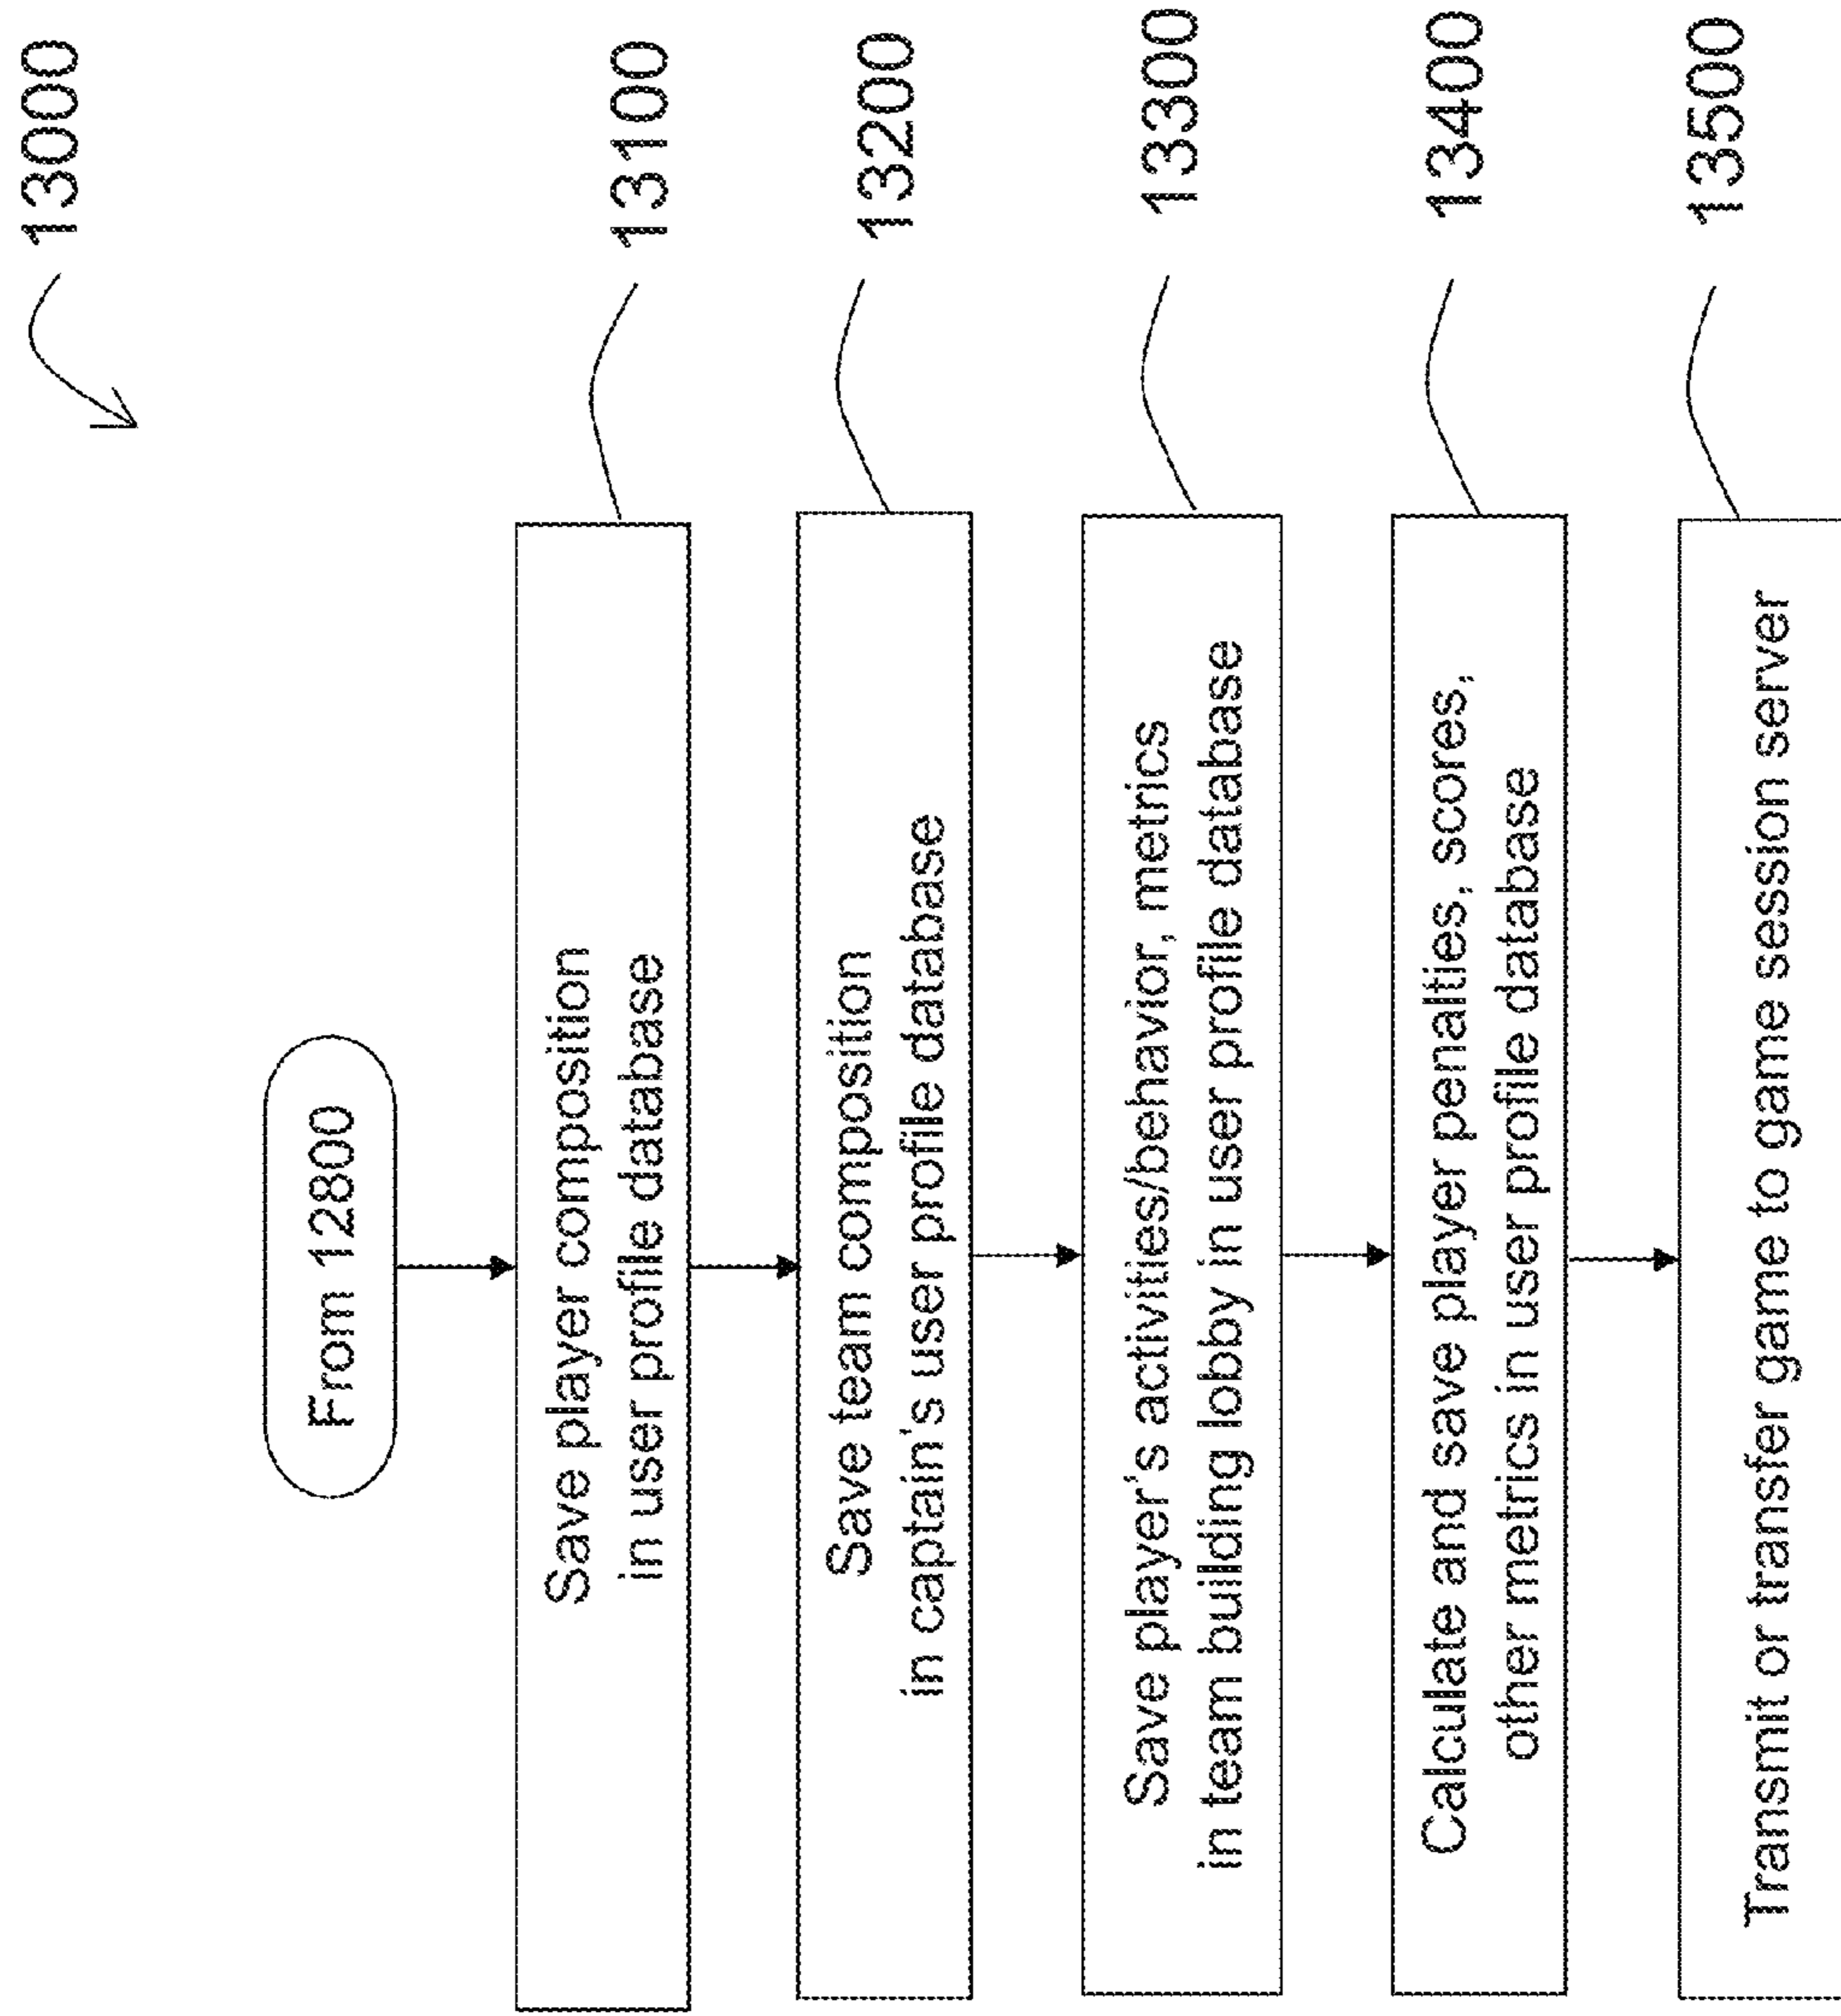 13000
From 12800
Save player composition
in user profile database
13100
Save team composition
in captain's user profile database
13200
Save player's activities/behavior, metrics
in team building lobby in user profile database
13300
Calculate and save player penalties, scores,
other metrics in user profile database
13400
Transmit or transfer game to game session server
13500